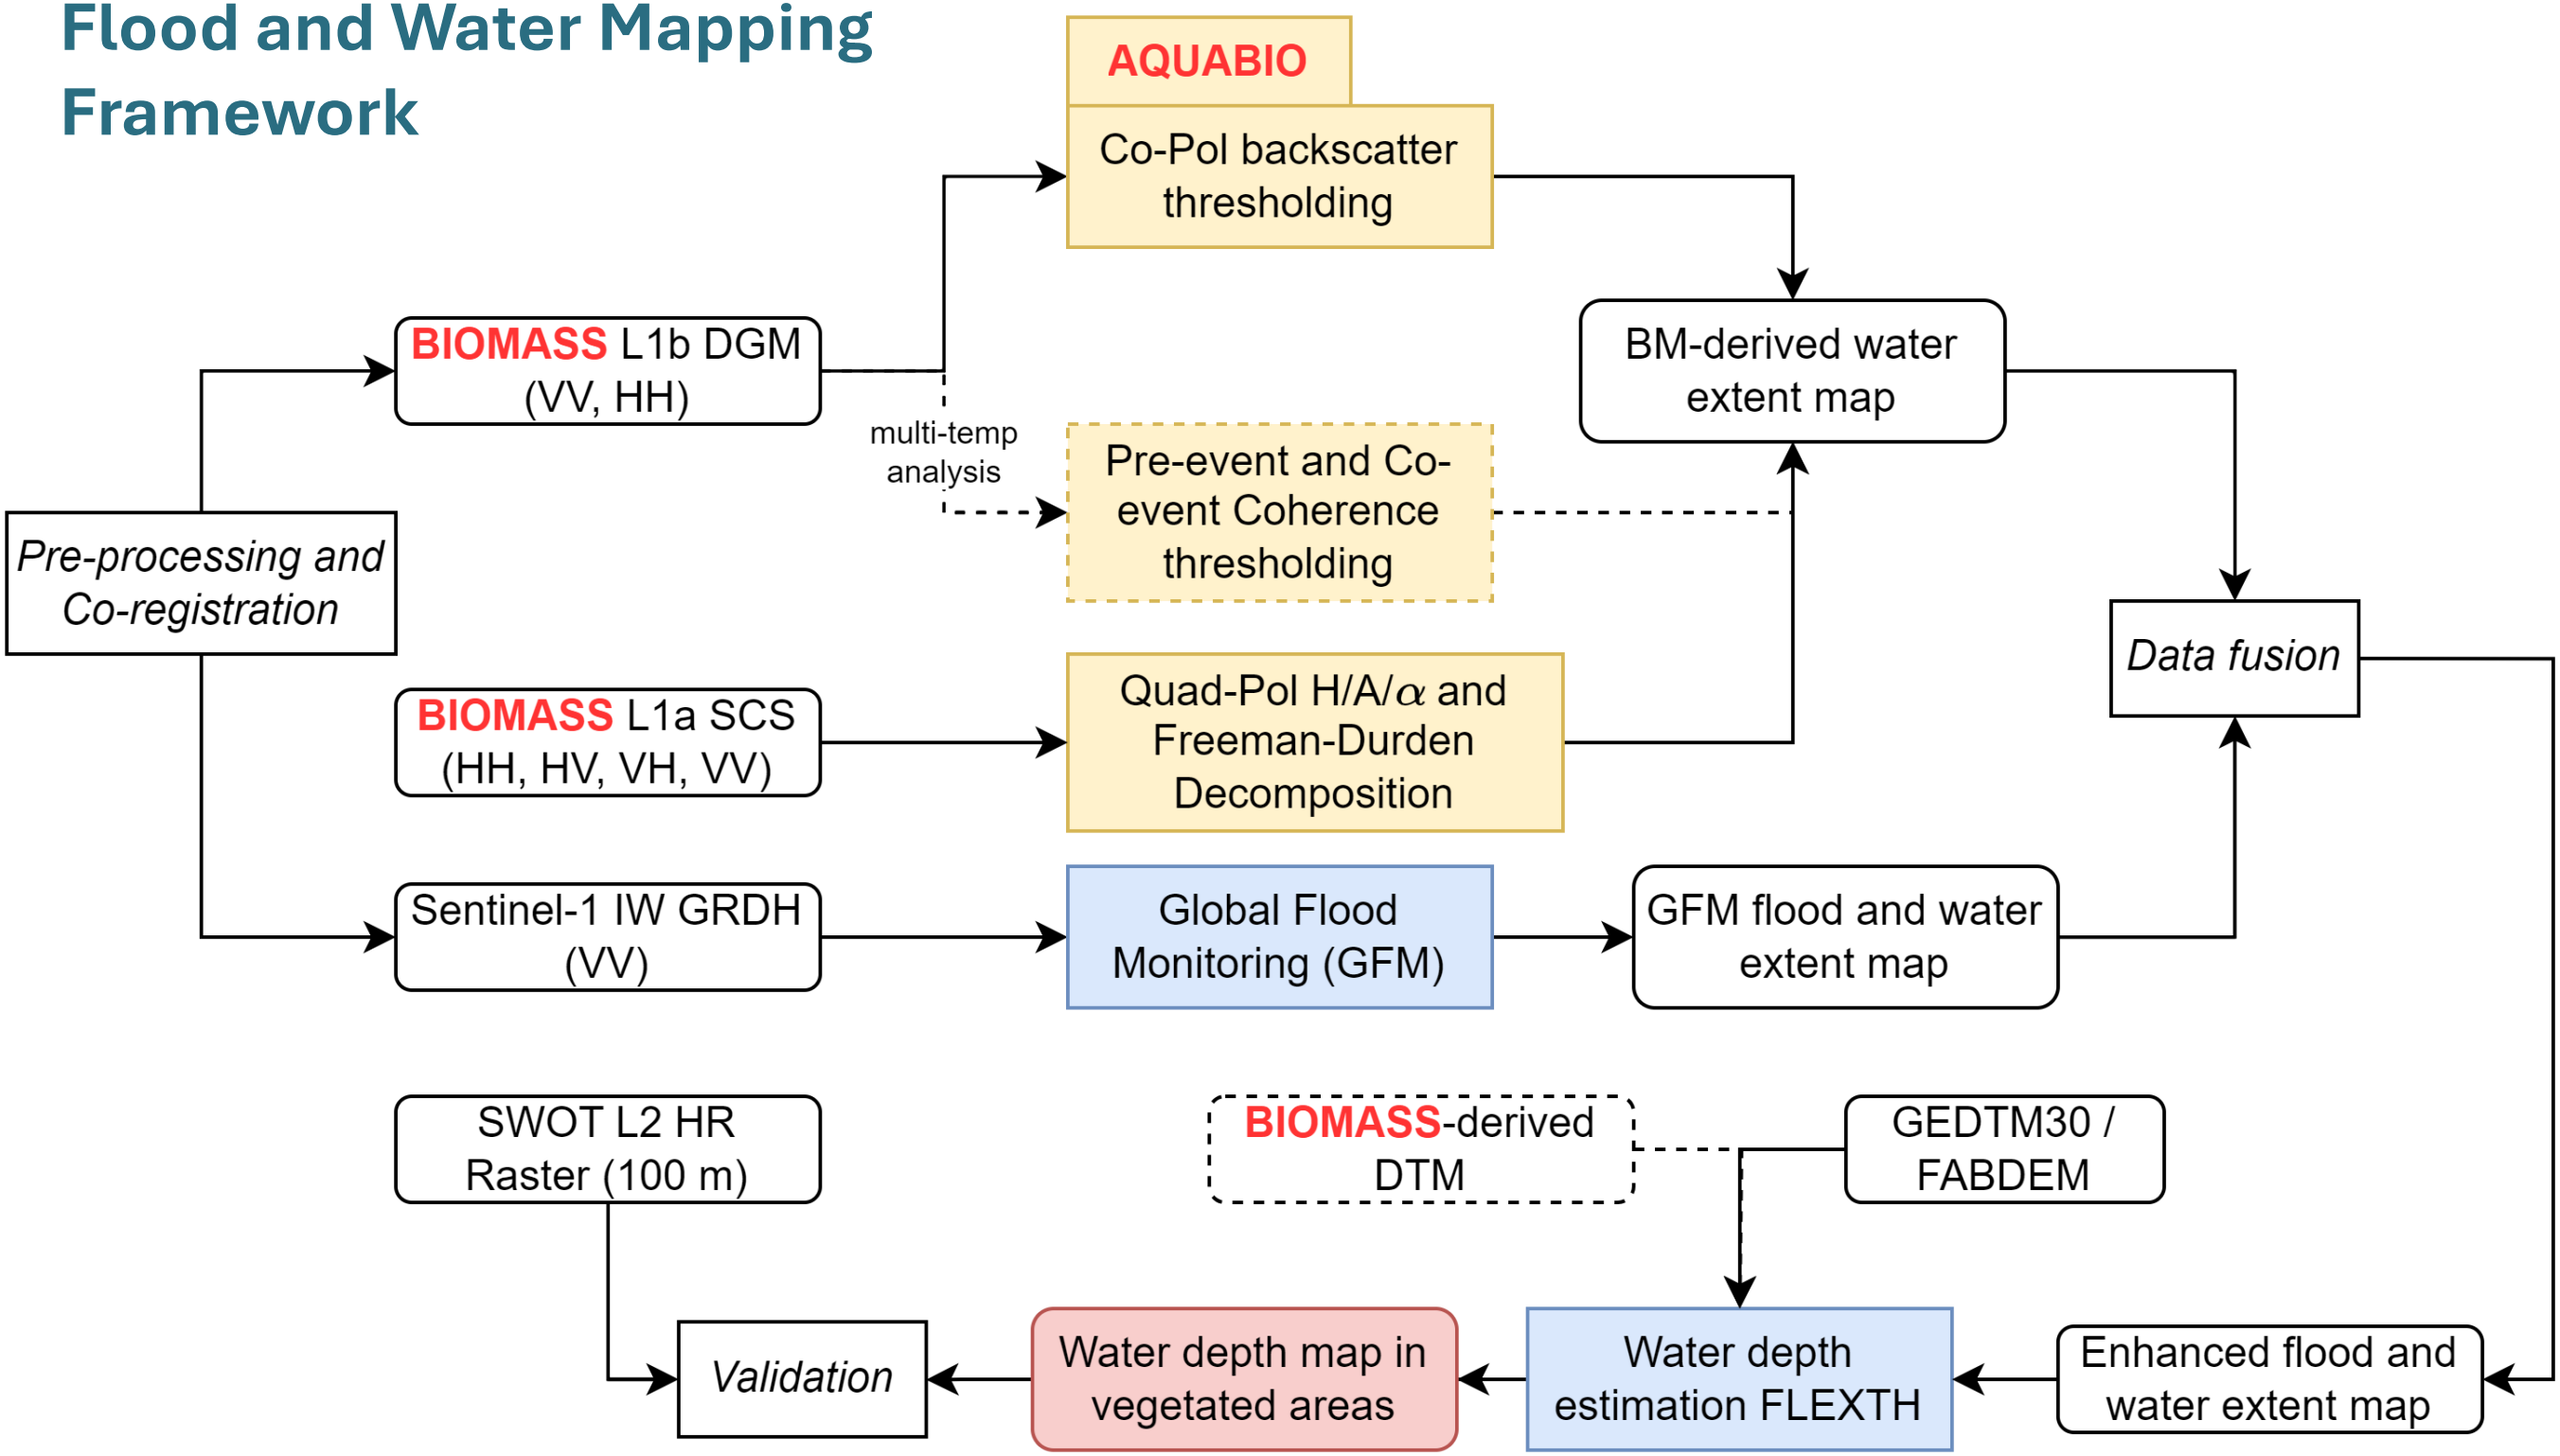 Flood and Water Mapping
Framework
AQUABIO
Co-Pol backscatter
thresholding
BIOMASS L1b DGM
(VV, HH)
BM-derived water
extent map
multi-temp
analysis
Pre-event and Co-
event Coherence
thresholding
Pre-processing and
Co-registration
Data fusion
BIOMASS L1a SCS
(HH, HV, VH, VV)
Quad-Pol H/A/α and
Freeman-Durden
Decomposition
Sentinel-1 IW GRDH
(VV)
Global Flood
Monitoring (GFM)
GFM flood and water
extent map
SWOT L2 HR
Raster (100 m)
BIOMASS-derived
DTM
GEDTM30 /
FABDEM
Validation
Water depth map in
vegetated areas
Water depth
estimation FLEXTH
Enhanced flood and
water extent map